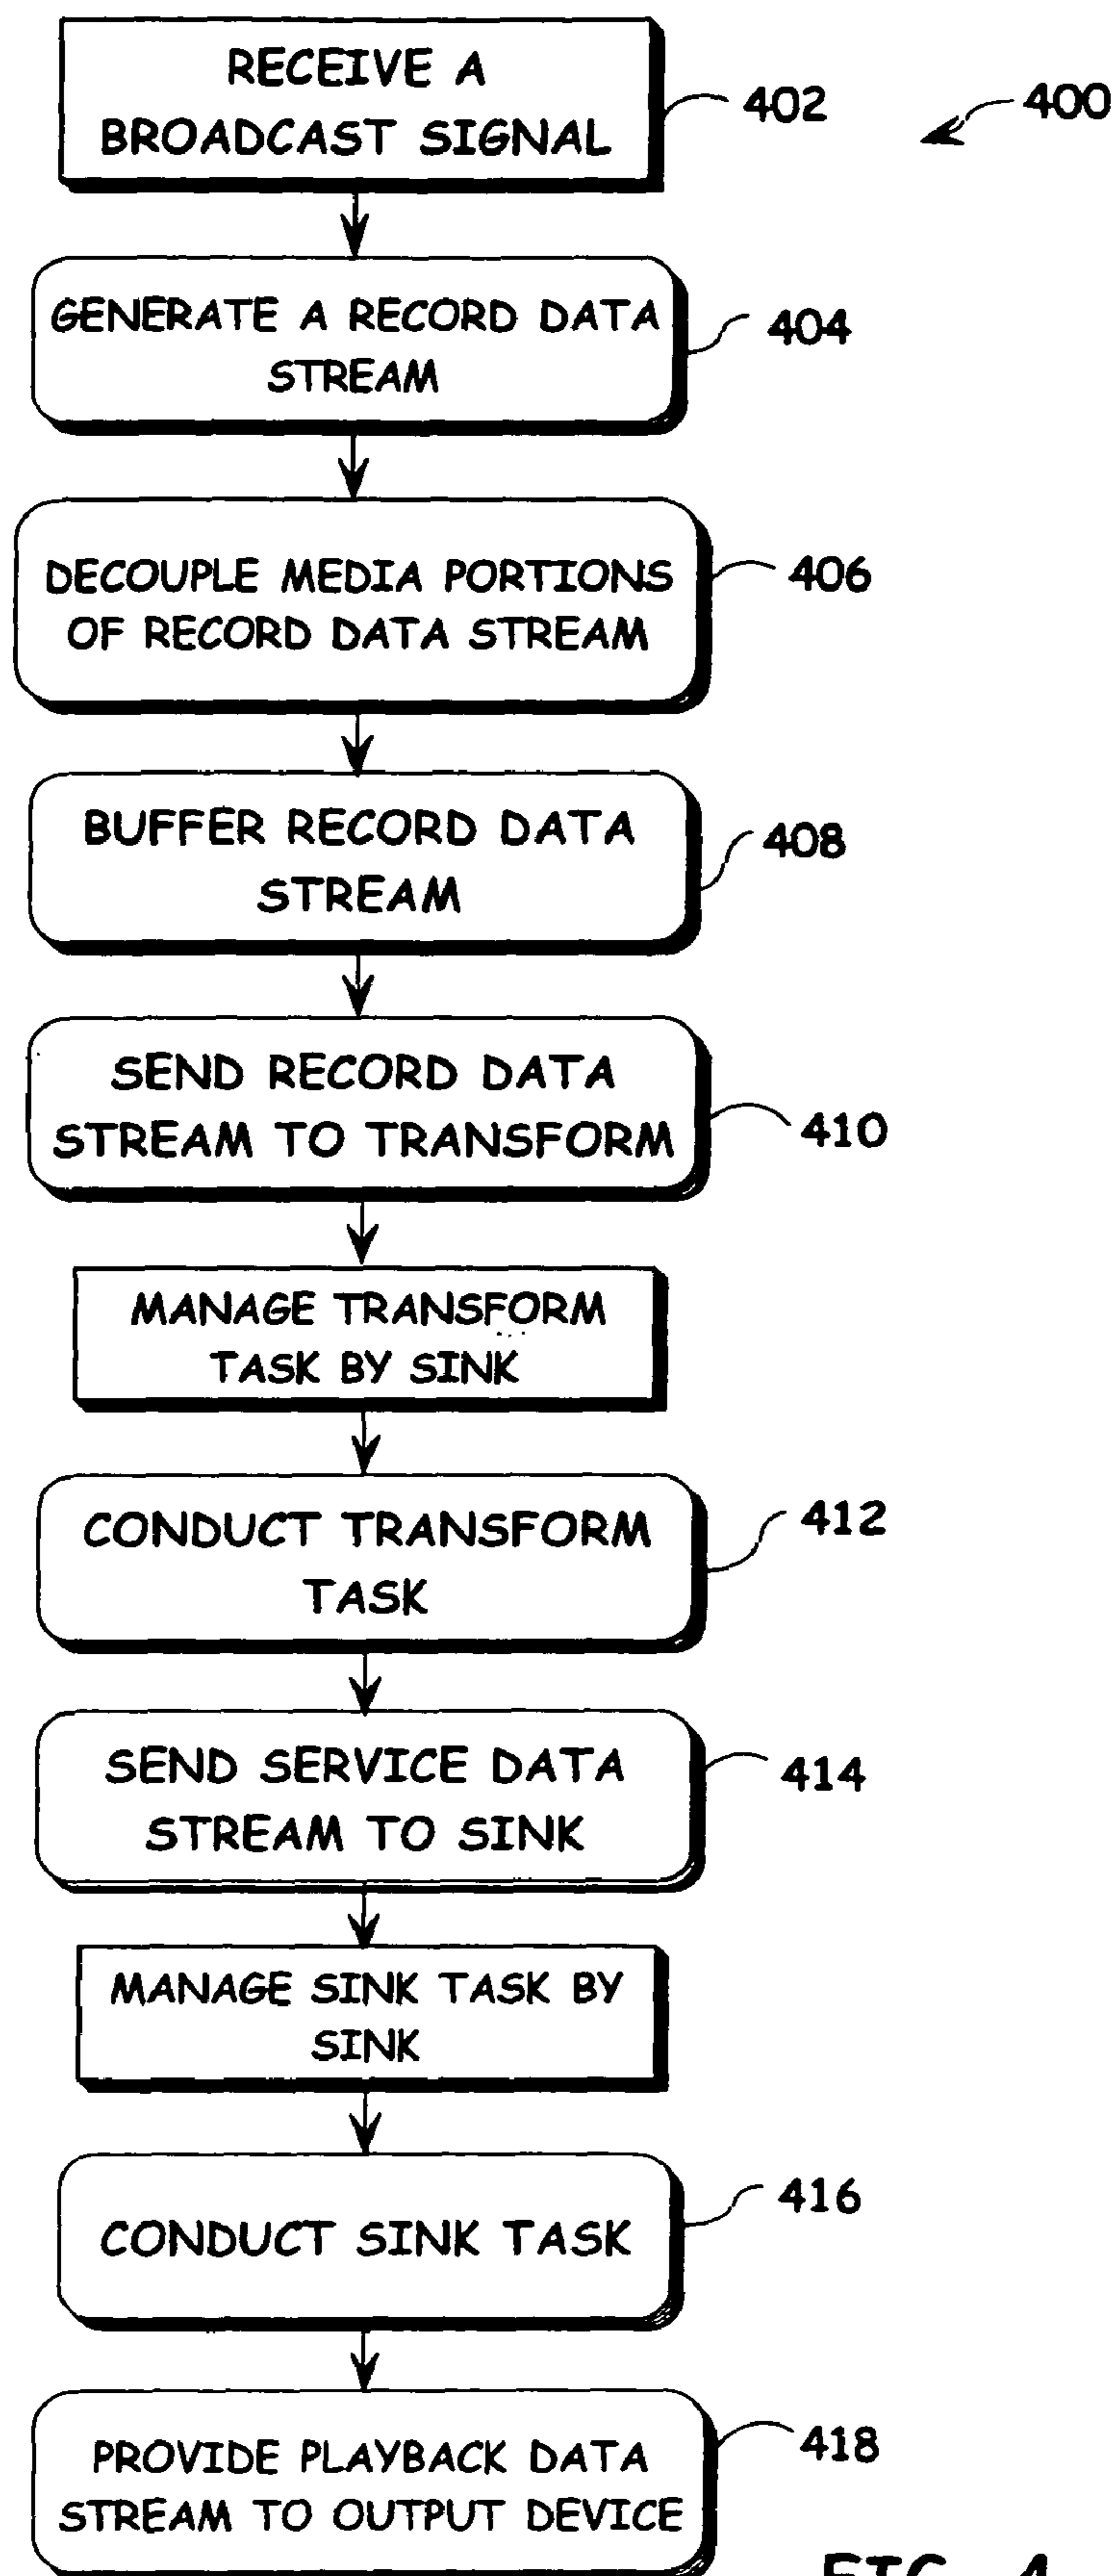 RECEIVE A
BROADCAST SIGNAL
402
400
GENERATE A RECORD DATA
STREAM
404
DECOUPLE MEDIA PORTIONS
OF RECORD DATA STREAM
406
BUFFER RECORD DATA
STREAM
408
SEND RECORD DATA
STREAM TO TRANSFORM
410
MANAGE TRANSFORM
TASK BY SINK
CONDUCT TRANSFORM
TASK
412
SEND SERVICE DATA
STREAM TO SINK
414
MANAGE SINK TASK BY
SINK
CONDUCT SINK TASK
416
PROVIDE PLAYBACK DATA
STREAM TO OUTPUT DEVICE
418
FIG. 4